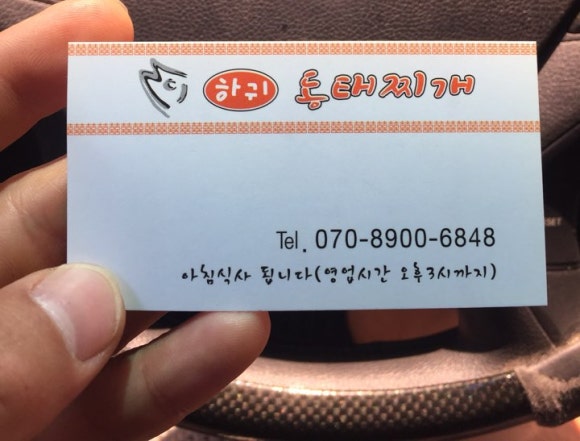 하귀 동태찌개
Tel. 070-8900-6848
아침식사 됩니다(영업시간 오후3시까지)